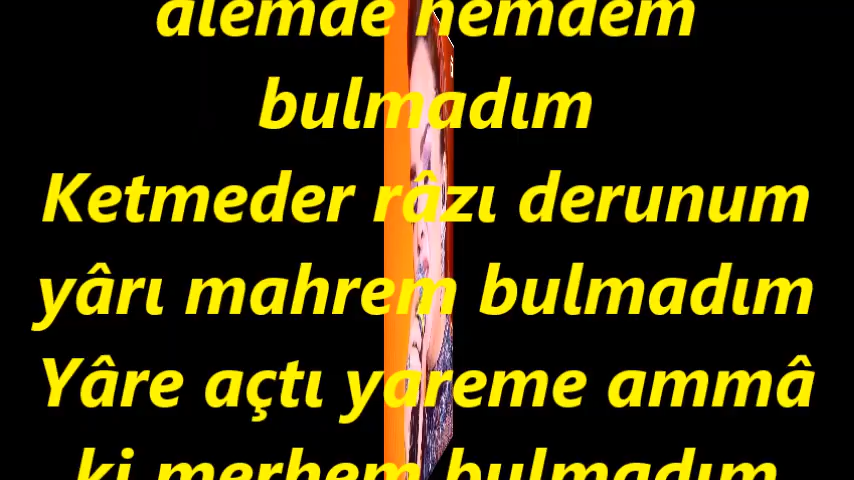 âlemde hemdem
bulmadım
Ketmeder râzı derunum
yârı mahrem bulmadım
Yâre açtı yareme ammâ
ki merhem bulmadım